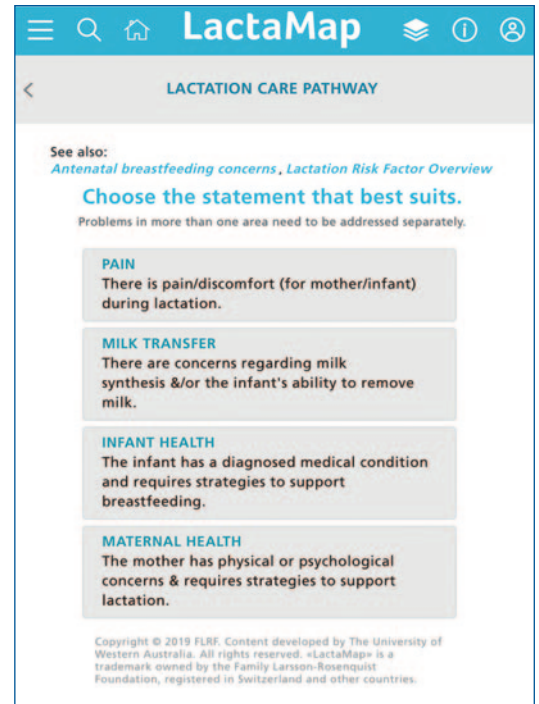 LactaMap
LACTATION CARE PATHWAY
See also:
Antenatal breastfeeding concerns, Lactation Risk Factor Overview
Choose the statement that best suits.
Problems in more than one area need to be addressed separately.
PAIN
There is pain/discomfort (for mother/infant)
during lactation.
MILK TRANSFER
There are concerns regarding milk
synthesis &/or the infant's ability to remove
milk.
INFANT HEALTH
The infant has a diagnosed medical condition
and requires strategies to support
breastfeeding.
MATERNAL HEALTH
The mother has physical or psychological
concerns & requires strategies to support
lactation.
Copyright © 2019 FLRF. Content developed by The University of
Western Australia. All rights reserved. «LactaMap» is a
trademark owned by the Family Larsson-Rosenquist
Foundation, registered in Switzerland and other countries.